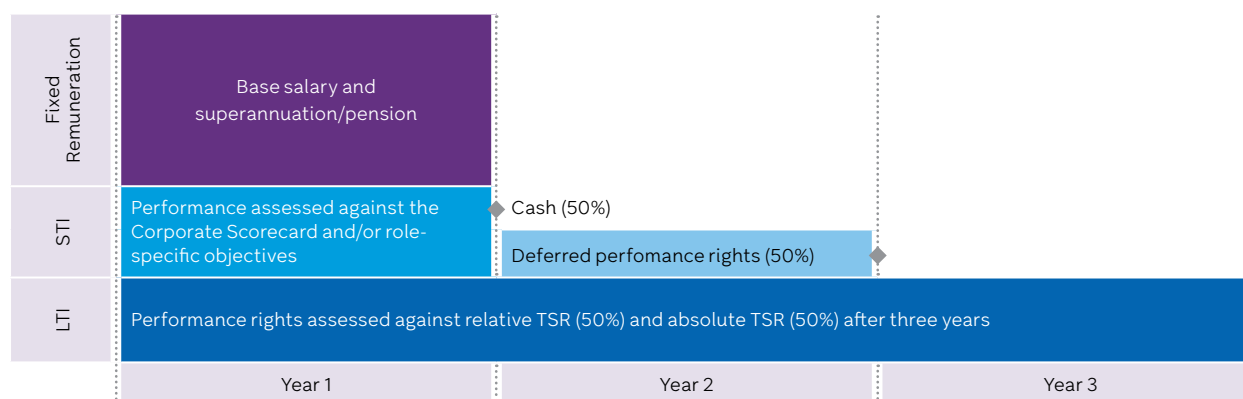 Fixed
Remuneration
Base salary and
superannuation/pension
STI
Performance assessed against the
Corporate Scorecard and/or role-
specific objectives
Cash (50%)
Deferred perfomance rights (50%)
LTI
Performance rights assessed against relative TSR (50%) and absolute TSR (50%) after three years
Year 1
Year 2
Year 3